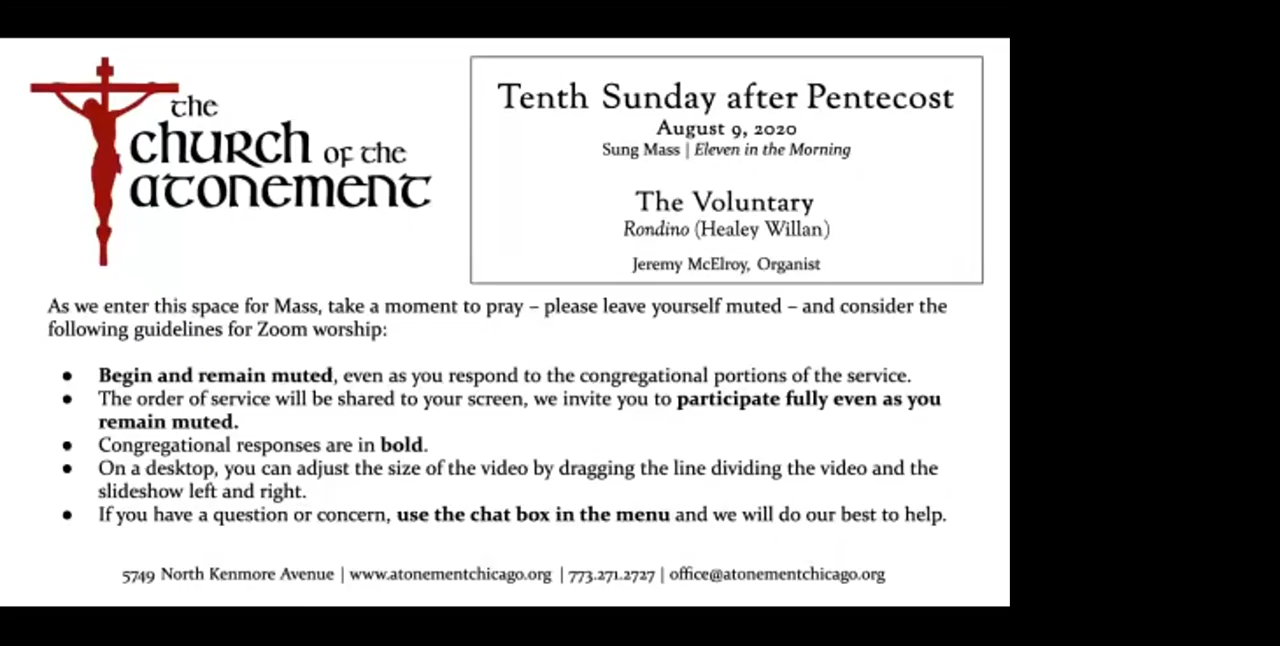 the
church of the
atonement
Tenth Sunday after Pentecost
August 9, 2020
Sung Mass | Eleven in the Morning
The Voluntary
Rondino (Healey Willan)
Jeremy McElroy, Organist
As we enter this space for Mass, take a moment to pray – please leave yourself muted – and consider the
following guidelines for Zoom worship:
● Begin and remain muted, even as you respond to the congregational portions of the service.
● The order of service will be shared to your screen, we invite you to participate fully even as you
remain muted.
● Congregational responses are in bold.
● On a desktop, you can adjust the size of the video by dragging the line dividing the video and the
slideshow left and right.
● If you have a question or concern, use the chat box in the menu and we will do our best to help.
5749 North Kenmore Avenue | www.atonementchicago.org | 773.271.2727 | office@atonementchicago.org